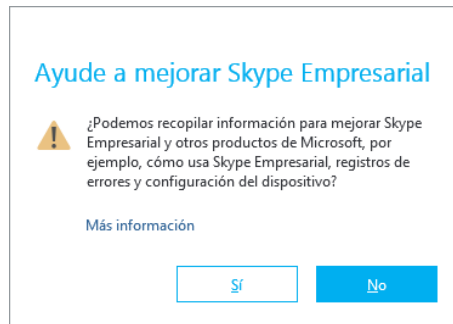 Ayude a mejorar Skype Empresarial
¿Podemos recopilar información para mejorar Skype
Empresarial y otros productos de Microsoft, por
ejemplo, cómo usa Skype Empresarial, registros de
errores y configuración del dispositivo?
Más información
Sí
No